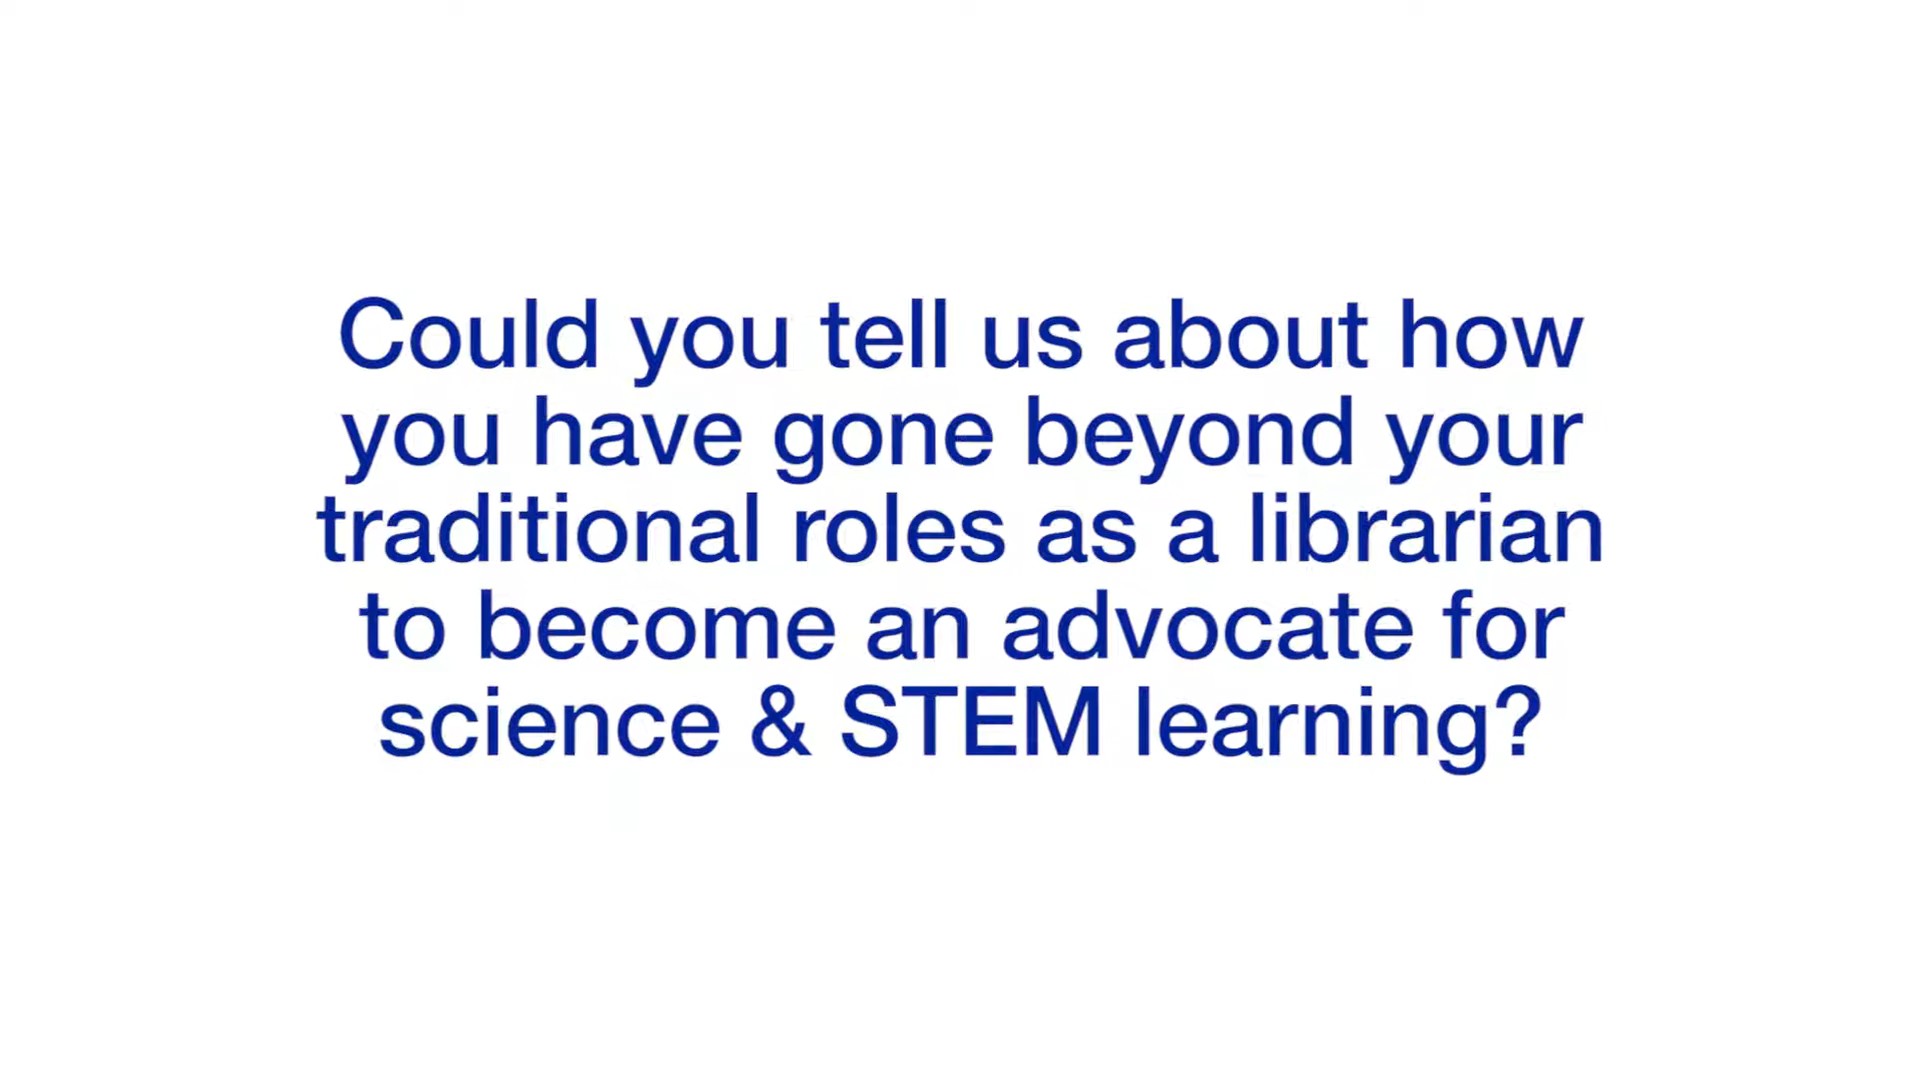 Could you tell us about how
you have gone beyond your
traditional roles as a librarian
to become an advocate for
science & STEM learning?